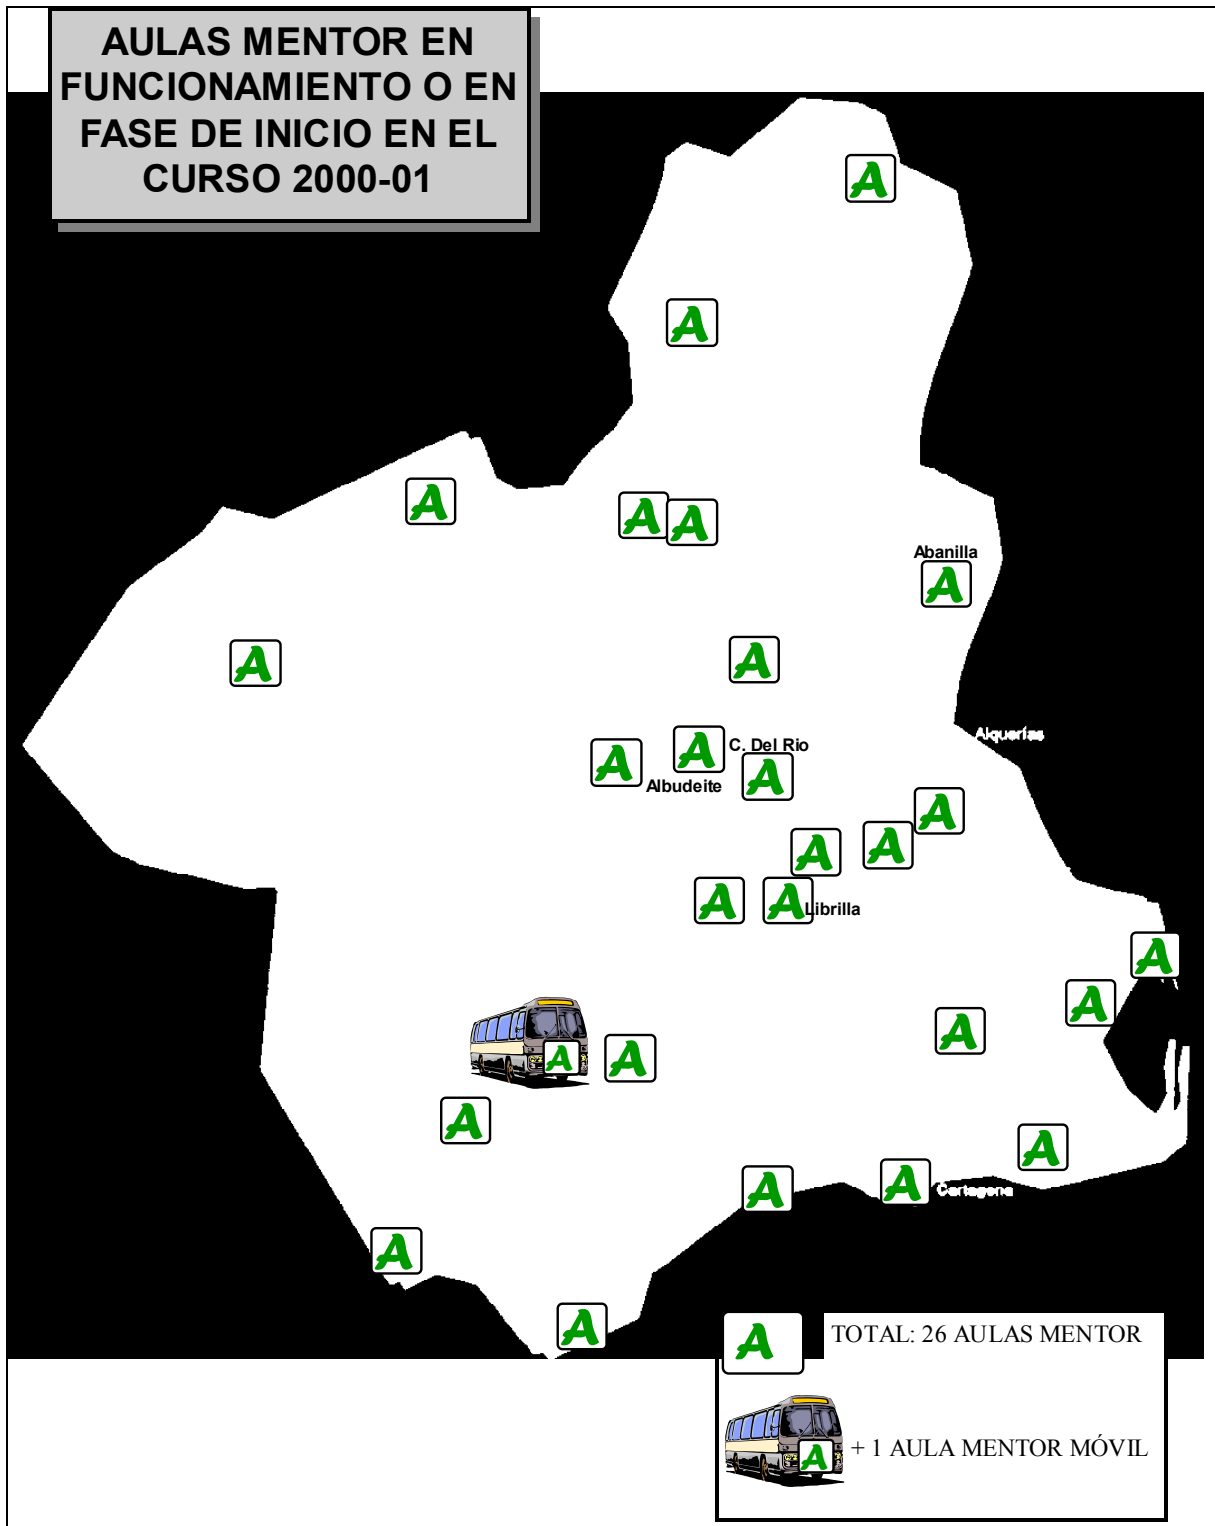 AULAS MENTOR EN
FUNCIONAMIENTO O EN
FASE DE INICIO EN EL
CURSO 2000-01
A
A
A
A
A
Abanilla
A
A
A
Alquerías
A
C. Del Rio
A
A
Albudeite
A
A
A
A
A
Librilla
A
A
A
A
A
A
A
A
A
Cartagena
A
A
A
TOTAL: 26 AULAS MENTOR
A
+ 1 AULA MENTOR MÓVIL